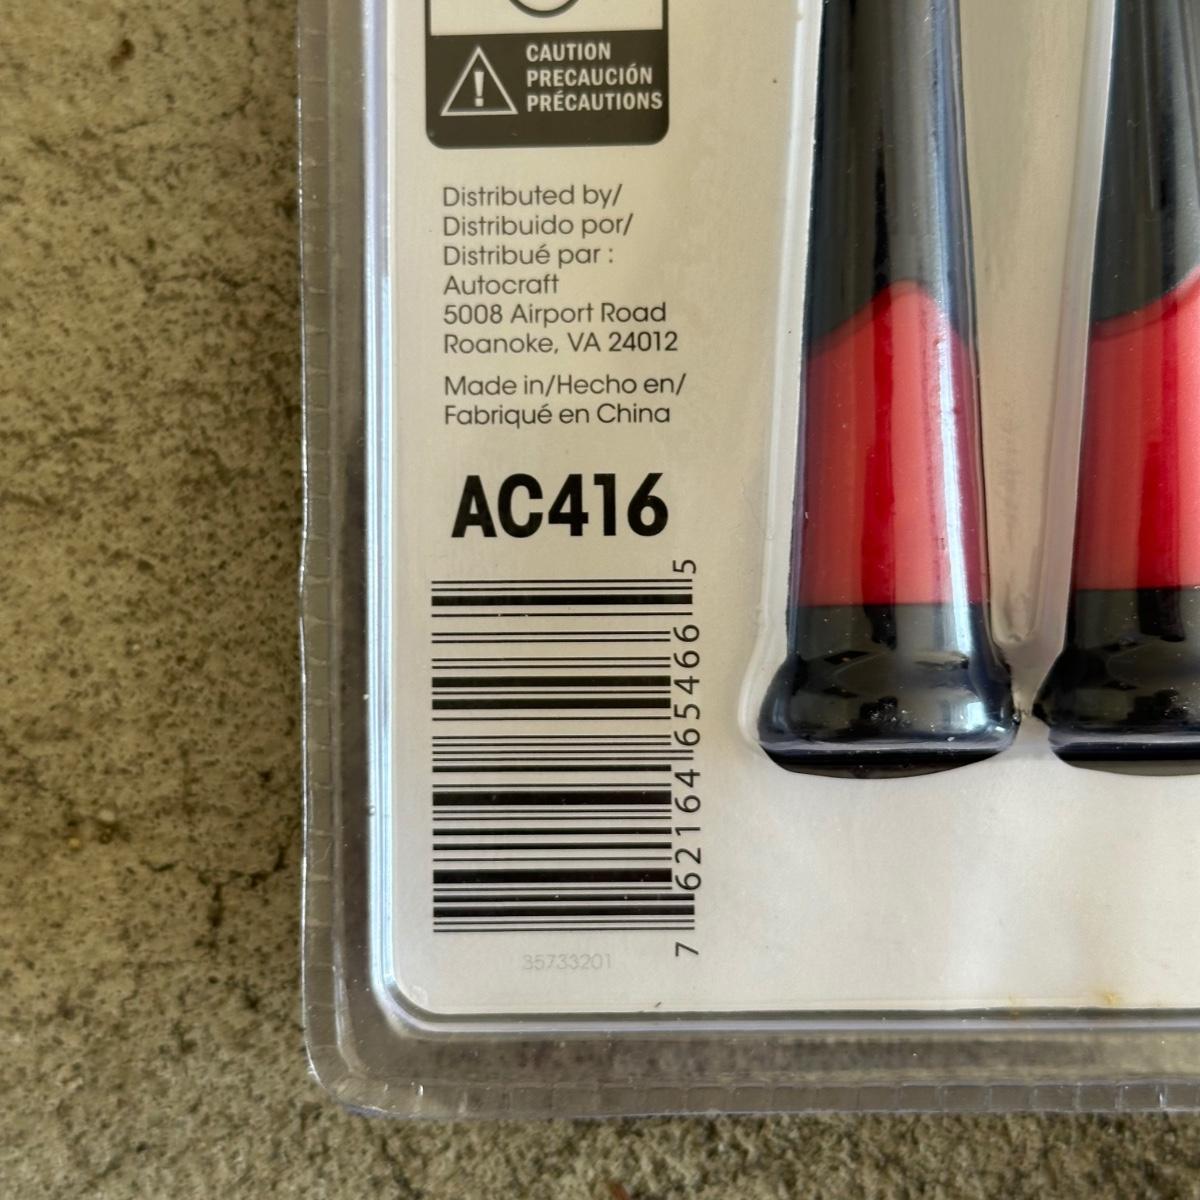 CAUTION
PRECAUCIÓN
PRÉCAUTIONS
Distributed by/
Distribuido por/
Distribué par :
Autocraft
5008 Airport Road
Roanoke, VA 24012
Made in/Hecho en/
Fabriqué en China
AC416
7 62164 65466 5
35733201